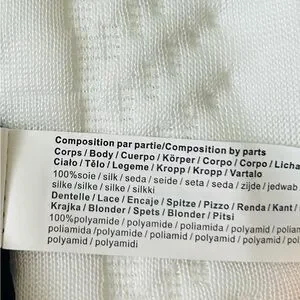 Composition par partie/Composition by parts
Corps / Body / Cuerpo / Körper / Corpo / Corpo / Licha
Ciało / Tělo / Legeme / Kropp / Kropp / Vartalo
100%soie / silk / seda / seide / seta / seda / zijde / jedwab
silke /silke / silke / silkki
Dentelle / Lace / Encaje / Spitze / Pizzo / Renda / Kant /
Krajka / Blonder / Spets / Blonder / Pitsi
100%polyamide / polyamide / poliamida / polyamid /
polyamide / poliamid / polyamid / polyamid /
polyamid / polyamidi